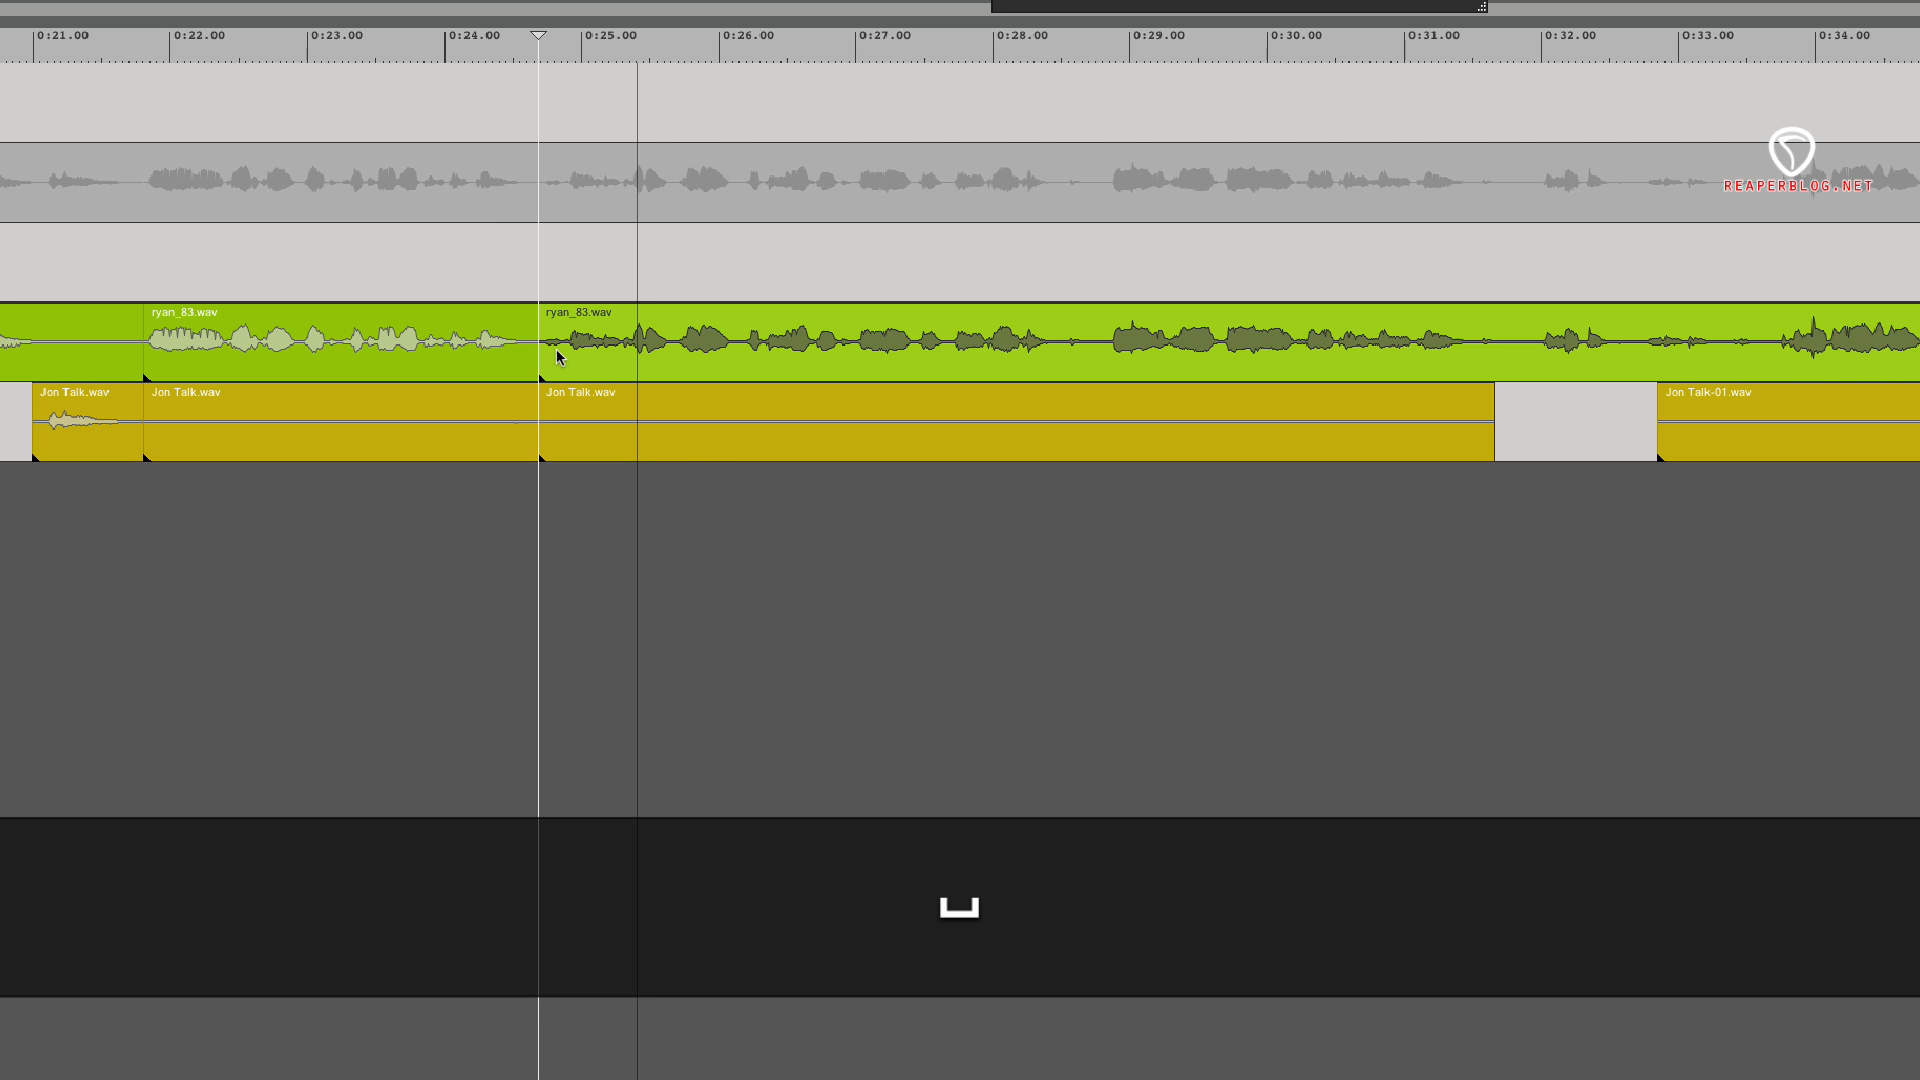 0:21.00 0:22.00 0:23.00 0:24.00 0:25.00 0:26.00 0:27.00 0:28.00 0:29.00 0:30.00 0:31.00 0:32.00 0:33.00 0:34.00
REAPERBLOG.NET
ryan_83.wav ryan_83.wav
Jon Talk.wav Jon Talk.wav Jon Talk.wav Jon Talk-01.wav